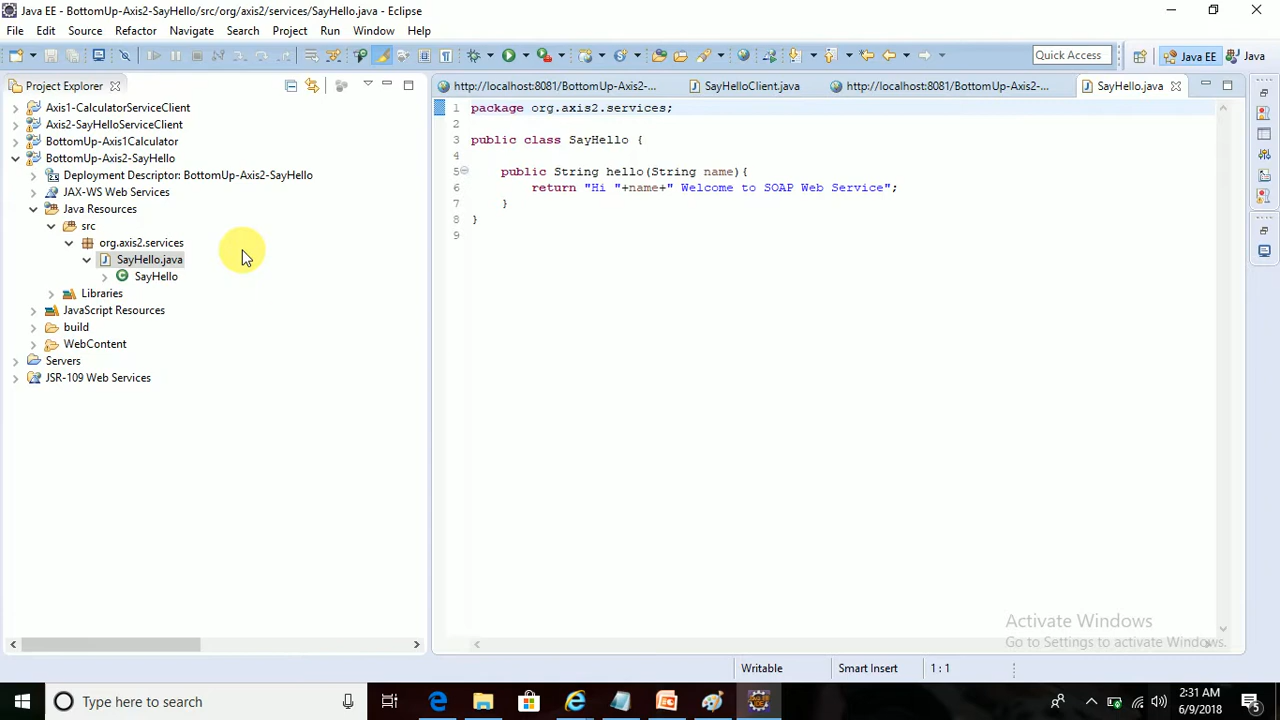 Java EE - BottomUp-Axis2-SayHello/src/org/axis2/services/SayHello.java - Eclipse
File Edit Source Refactor Navigate Search Project Run Window Help
Quick Access
Java EE
Java
Project Explorer
http://localhost:8081/BottomUp-Axis2-...
SayHelloClient.java
http://localhost:8081/BottomUp-Axis2-...
SayHello.java
Axis1-CalculatorServiceClient
Axis2-SayHelloServiceClient
BottomUp-Axis1Calculator
BottomUp-Axis2-SayHello
Deployment Descriptor: BottomUp-Axis2-SayHello
JAX-WS Web Services
Java Resources
src
org.axis2.services
SayHello.java
SayHello
Libraries
JavaScript Resources
build
WebContent
Servers
JSR-109 Web Services
1 package org.axis2.services;
2
3 public class SayHello {
4
5 public String hello(String name){
6 return "Hi "+name+" Welcome to SOAP Web Service";
7 }
8 }
9
Activate Windows
Go to Settings to activate Windows.
Writable
Smart Insert
1 : 1
Type here to search
2:31 AM
6/9/2018
5